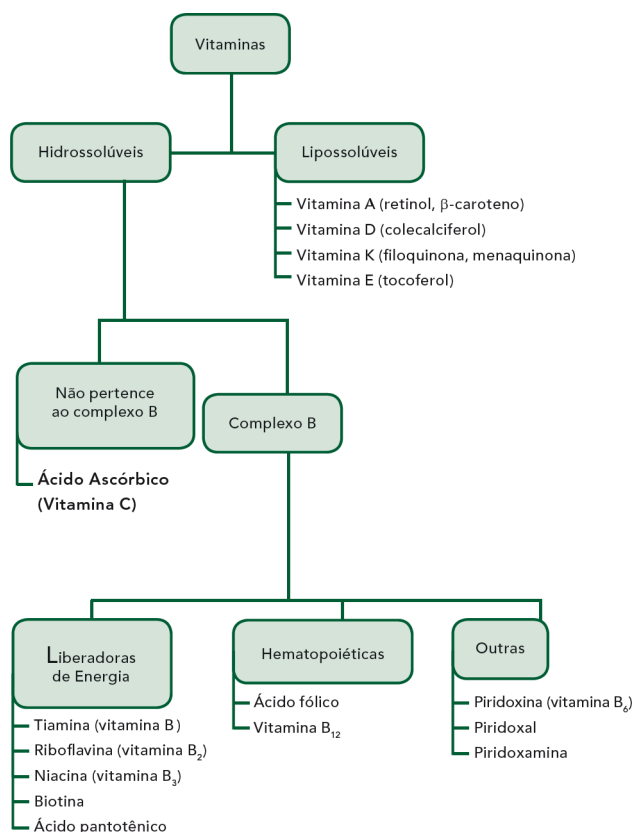 Vitaminas
Hidrossolúveis
Lipossolúveis
Vitamina A (retinol, β-caroteno)
Vitamina D (colecalciferol)
Vitamina K (filoquinona, menaquinona)
Vitamina E (tocoferol)
Não pertence
ao complexo B
Complexo B
Ácido Ascórbico
(Vitamina C)
Liberadoras
de Energia
Hematopoiéticas
Outras
Tiamina (vitamina B)
Riboflavina (vitamina B₂)
Niacina (vitamina B₃)
Biotina
Ácido pantotênico
Ácido fólico
Vitamina B₁₂
Piridoxina (vitamina B₆)
Piridoxal
Piridoxamina